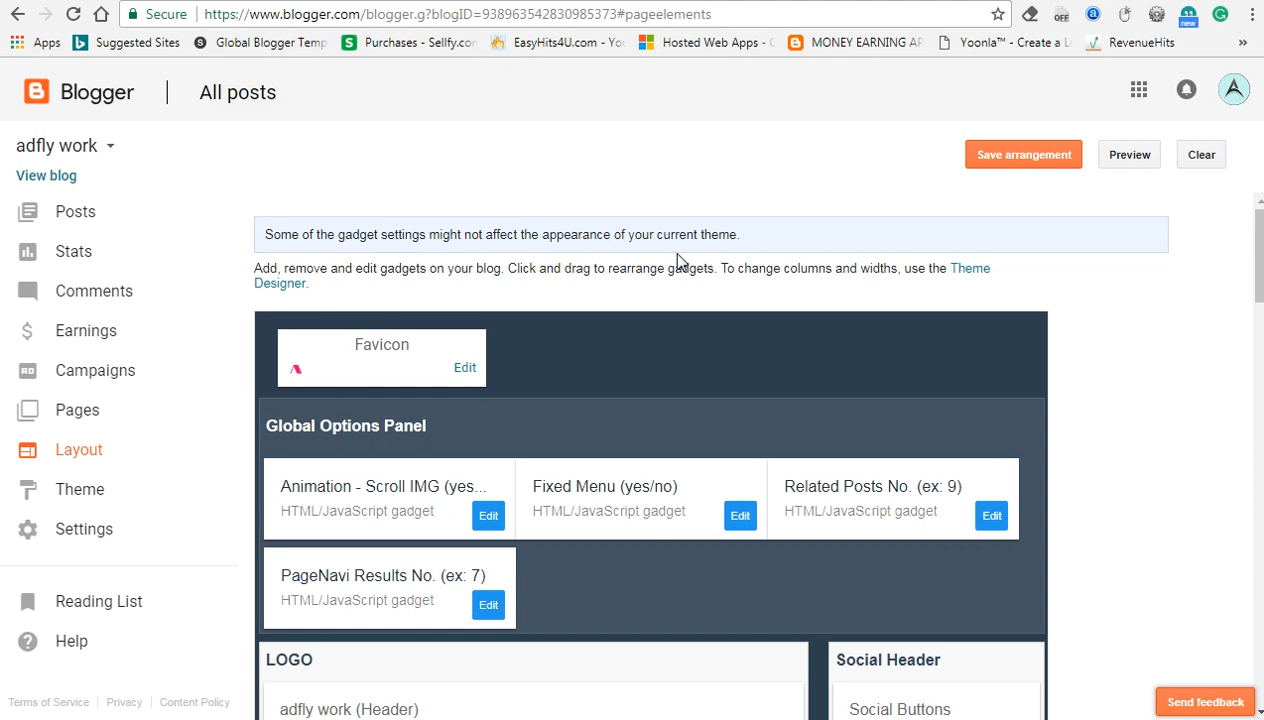 Secure https://www.blogger.com/blogger.g?blogID=938963542830985373#pageelements
OFF
new
Apps Suggested Sites Global Blogger Temp Purchases - Sellfy.co EasyHits4U.com - Yo Hosted Web Apps - MONEY EARNING AP Yoonla™ - Create a L RevenueHits »
Blogger All posts
adfly work
View blog
Save arrangement Preview Clear
Posts
Stats
Comments
Earnings
Campaigns
Pages
Layout
Theme
Settings
Reading List
Help
Terms of Service Privacy Content Policy
Some of the gadget settings might not affect the appearance of your current theme.
Add, remove and edit gadgets on your blog. Click and drag to rearrange gadgets. To change columns and widths, use the Theme
Designer.
Favicon
Edit
Global Options Panel
Animation - Scroll IMG (yes... Fixed Menu (yes/no) Related Posts No. (ex: 9)
HTML/JavaScript gadget HTML/JavaScript gadget HTML/JavaScript gadget
Edit Edit Edit
PageNavi Results No. (ex: 7)
HTML/JavaScript gadget
Edit
LOGO Social Header
adfly work (Header) Social Buttons
Send feedback